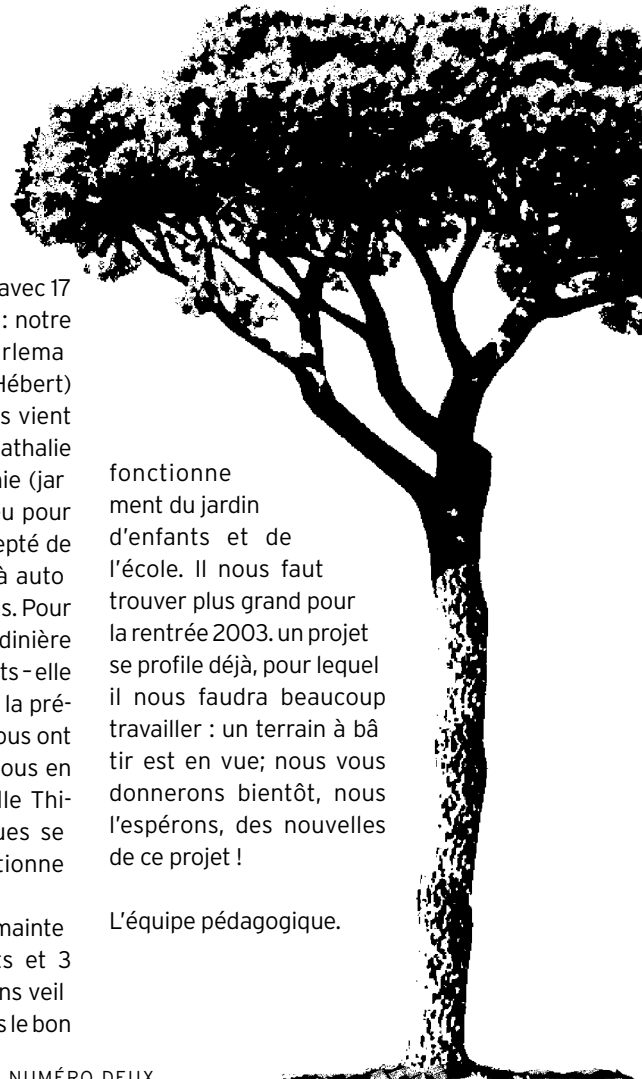 avec 17
: notre
rlema
Hébert)
s vient
athalie
ie (jar
u pour
epté de
à auto
s. Pour
dinière
ts – elle
la pré-
ous ont
ous en
lle Thi-
ues se
tionne
mainte
ts et 3
ns veil
s le bon
fonctionne
ment du jardin
d'enfants et de
l'école. Il nous faut
trouver plus grand pour
la rentrée 2003. un projet
se profile déjà, pour lequel
il nous faudra beaucoup
travailler : un terrain à bâ
tir est en vue; nous vous
donnerons bientôt, nous
l'espérons, des nouvelles
de ce projet !
L'équipe pédagogique.
NUMÉRO DEUX